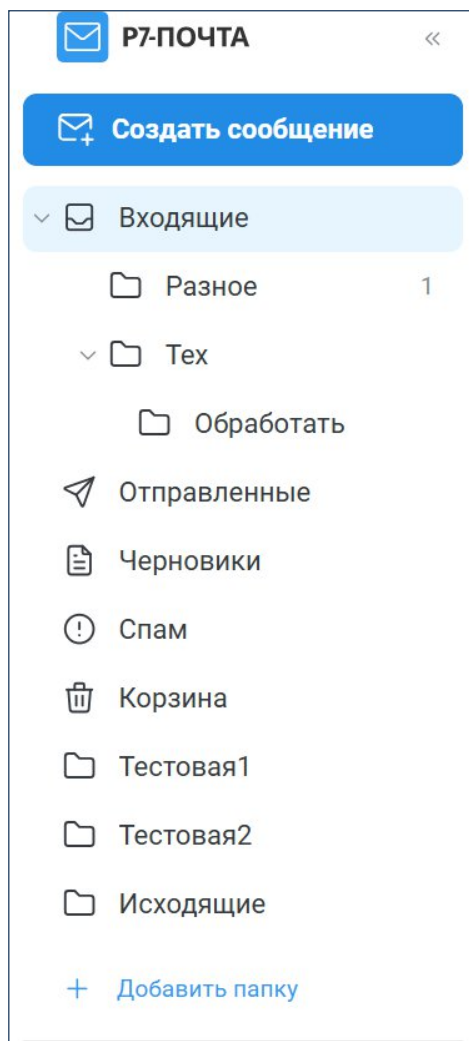 Р7-ПОЧТА
Создать сообщение
Входящие
Разное 1
Тех
Обработать
Отправленные
Черновики
Спам
Корзина
Тестовая1
Тестовая2
Исходящие
Добавить папку